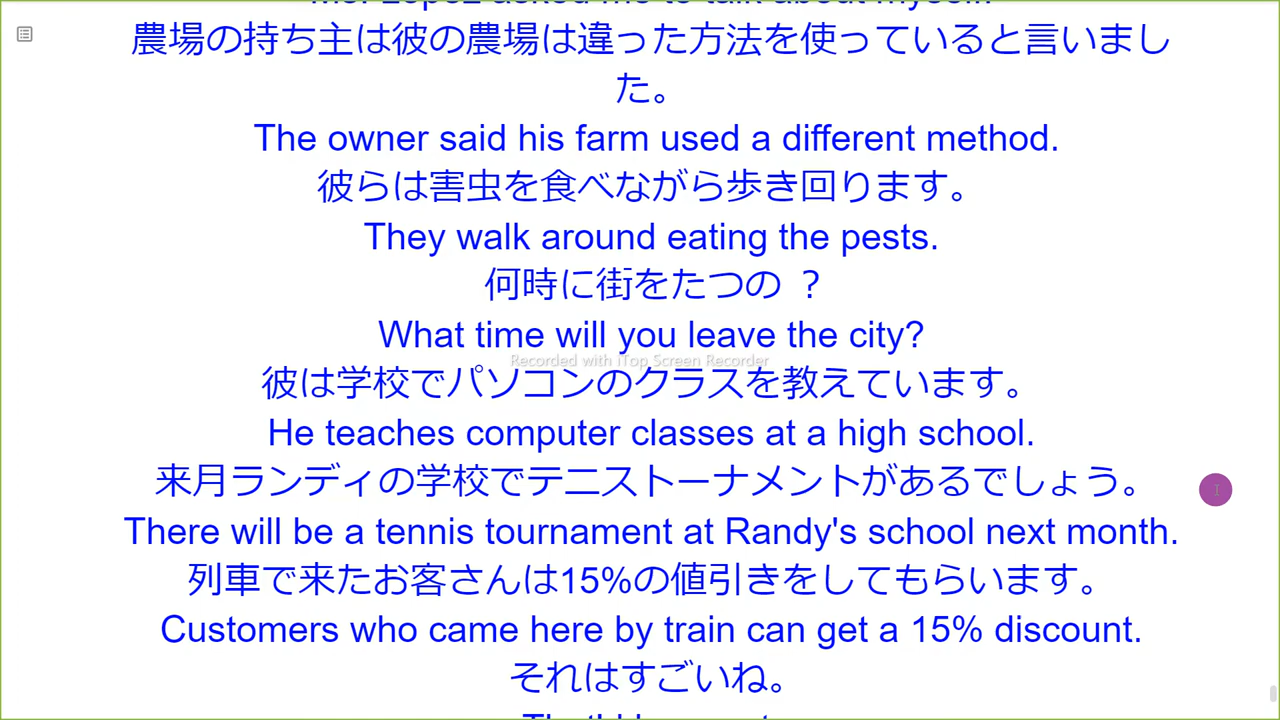 農場の持ち主は彼の農場は違った方法を使っていると言いまし
た。
The owner said his farm used a different method.
彼らは害虫を食べながら歩き回ります。
They walk around eating the pests.
何時に街をたつの ？
What time will you leave the city?
Recorded with iTop Screen Recorder
彼は学校でパソコンのクラスを教えています。
He teaches computer classes at a high school.
来月ランディの学校でテニストーナメントがあるでしょう。
There will be a tennis tournament at Randy's school next month.
列車で来たお客さんは15%の値引きをしてもらいます。
Customers who came here by train can get a 15% discount.
それはすごいね。